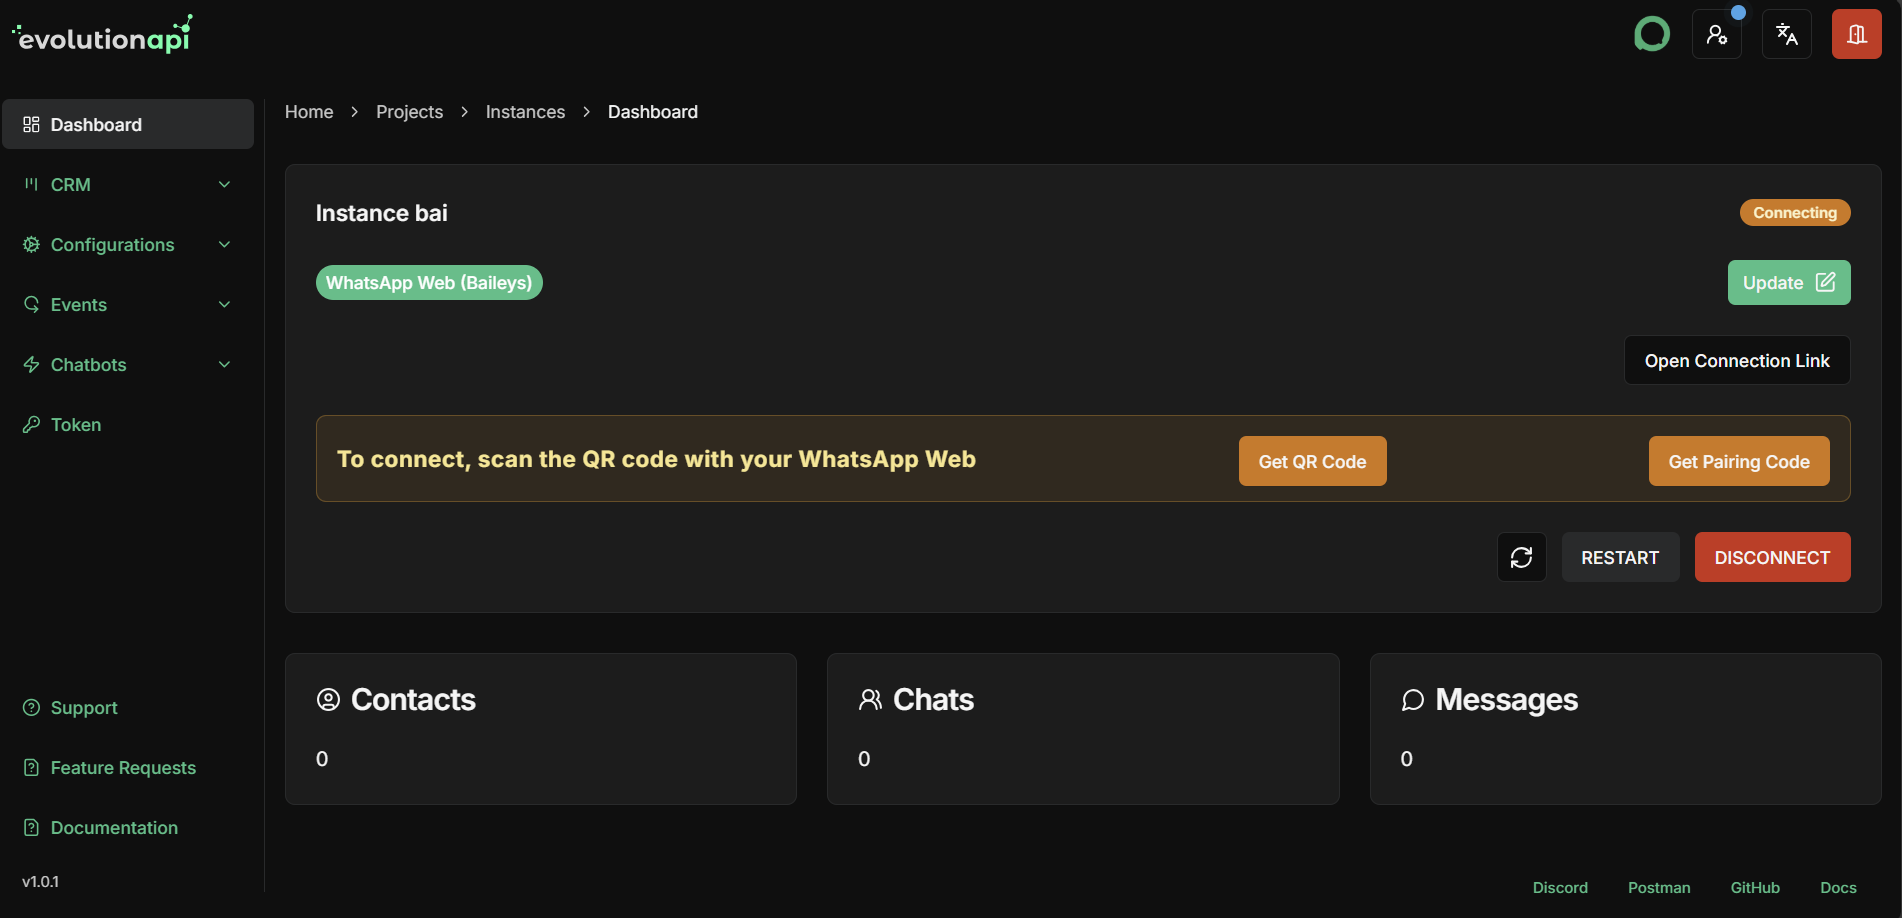 evolutionapi
Dashboard
CRM
Configurations
Events
Chatbots
Token
Support
Feature Requests
Documentation
v1.0.1
Home > Projects > Instances > Dashboard
Instance bai
Connecting
WhatsApp Web (Baileys)
Update
Open Connection Link
To connect, scan the QR code with your WhatsApp Web
Get QR Code
Get Pairing Code
RESTART
DISCONNECT
Contacts
0
Chats
0
Messages
0
Discord
Postman
GitHub
Docs